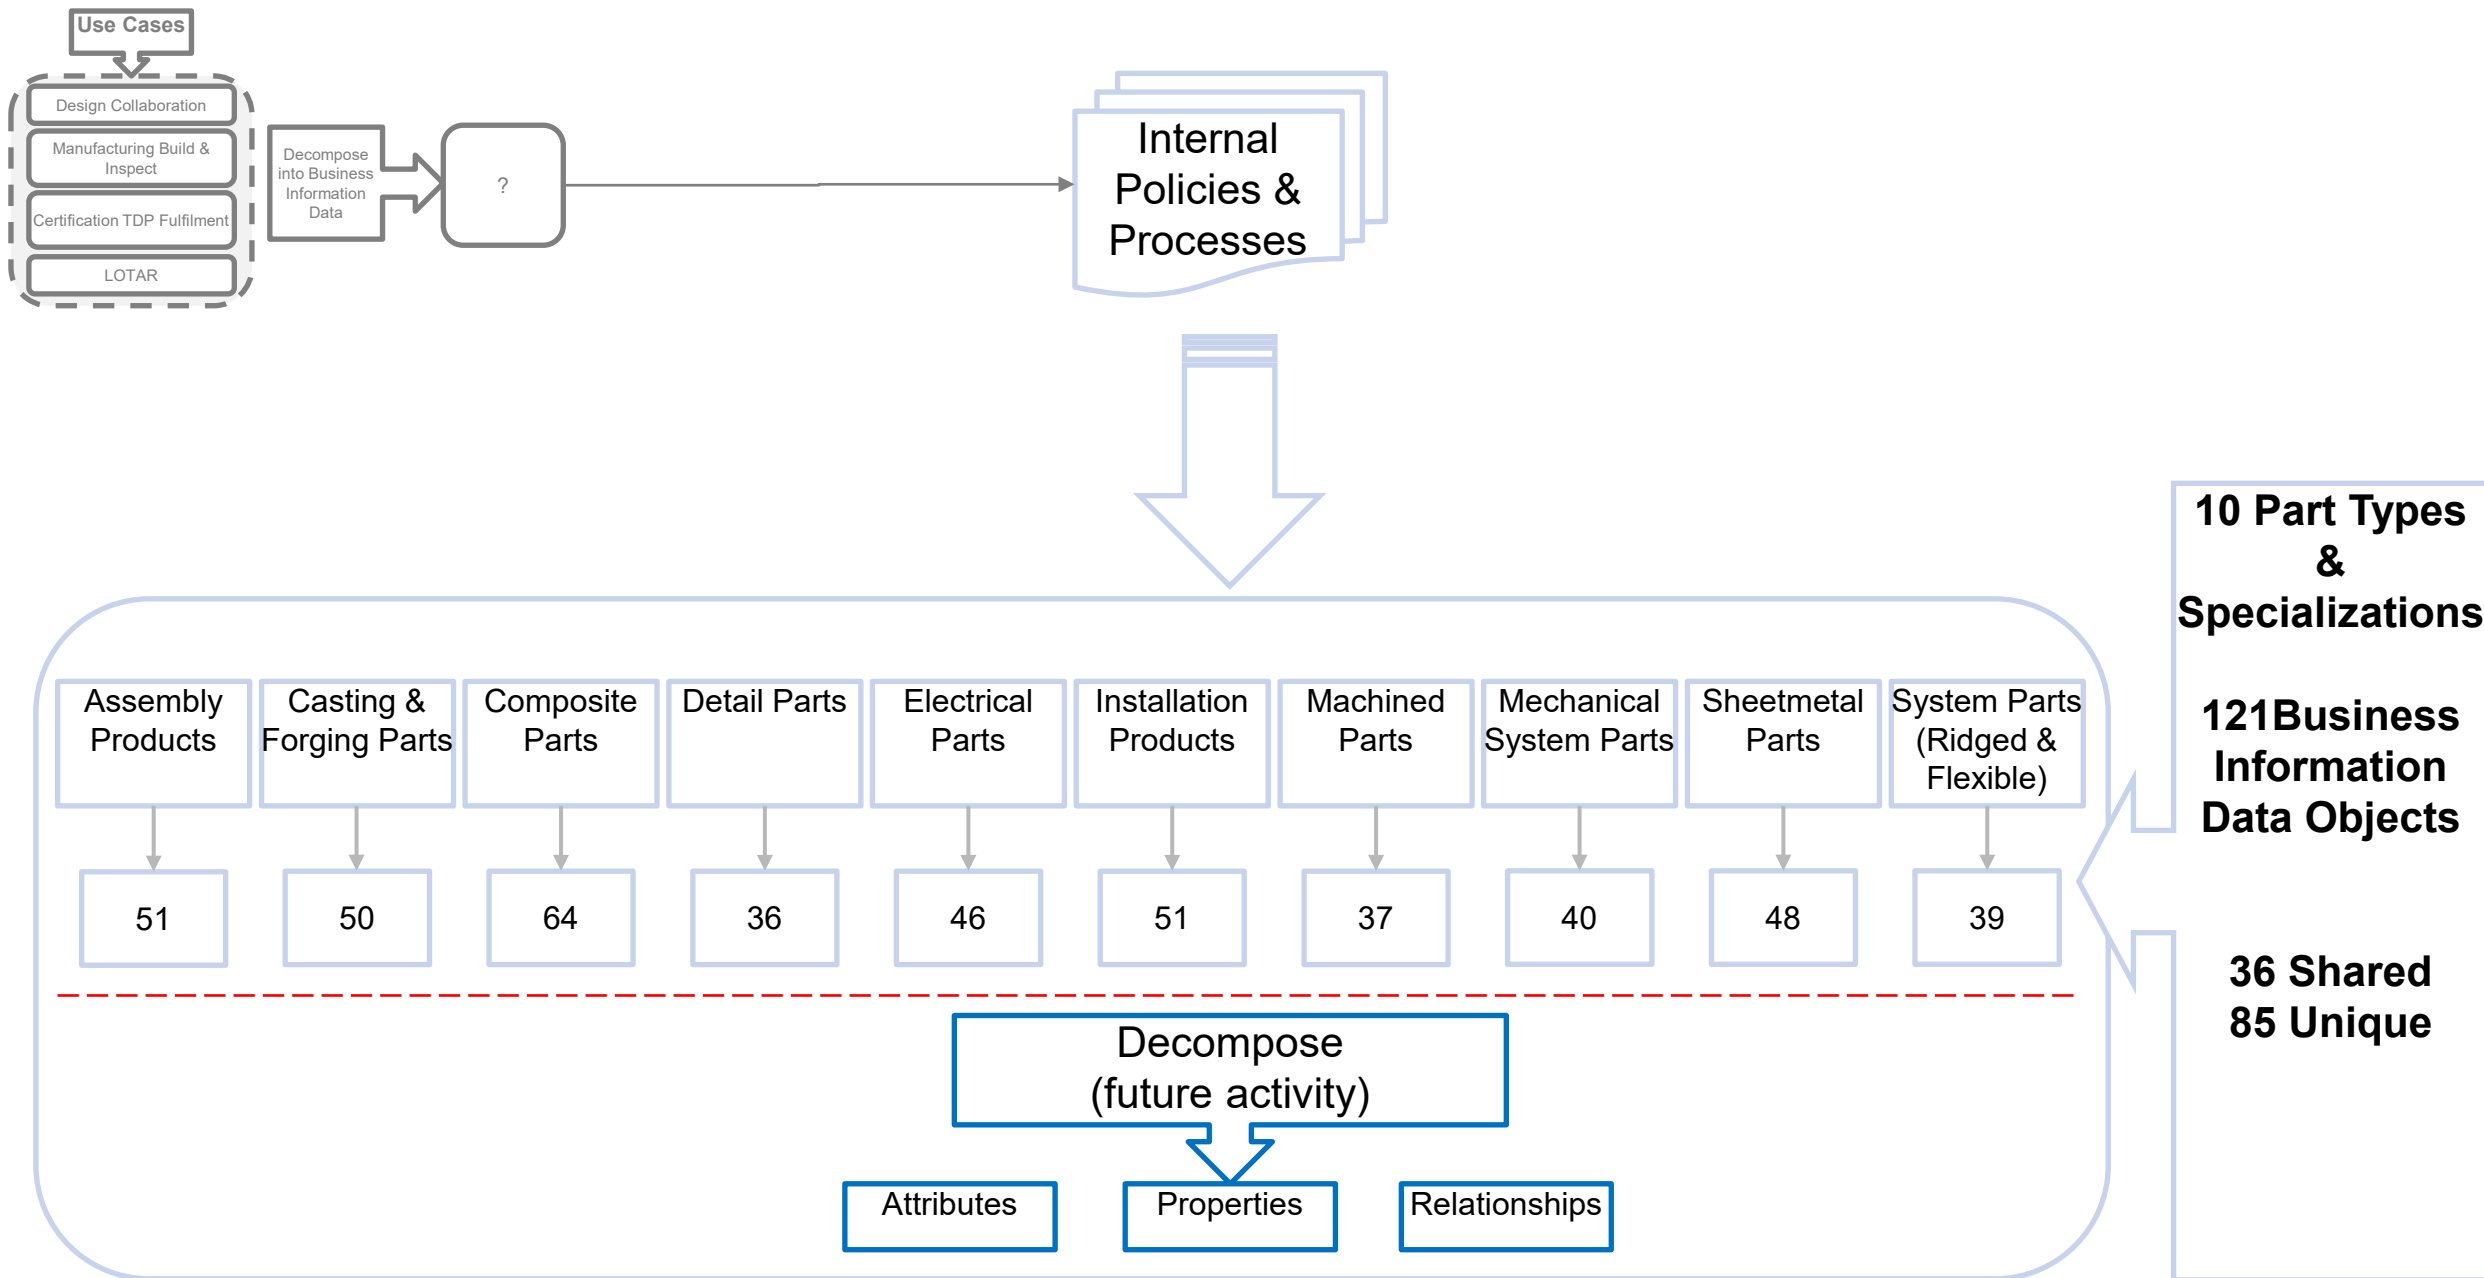 Use Cases
Design Collaboration
Manufacturing Build &
Inspect
Certification TDP Fulfilment
LOTAR
Decompose
into Business
Information
Data
?
Internal
Policies &
Processes
10 Part Types
&
Specializations
121Business
Information
Data Objects
36 Shared
85 Unique
Assembly
Products
Casting &
Forging Parts
Composite
Parts
Detail Parts
Electrical
Parts
Installation
Products
Machined
Parts
Mechanical
System Parts
Sheetmetal
Parts
System Parts
(Ridged &
Flexible)
51
50
64
36
46
51
37
40
48
39
Decompose
(future activity)
Attributes
Properties
Relationships